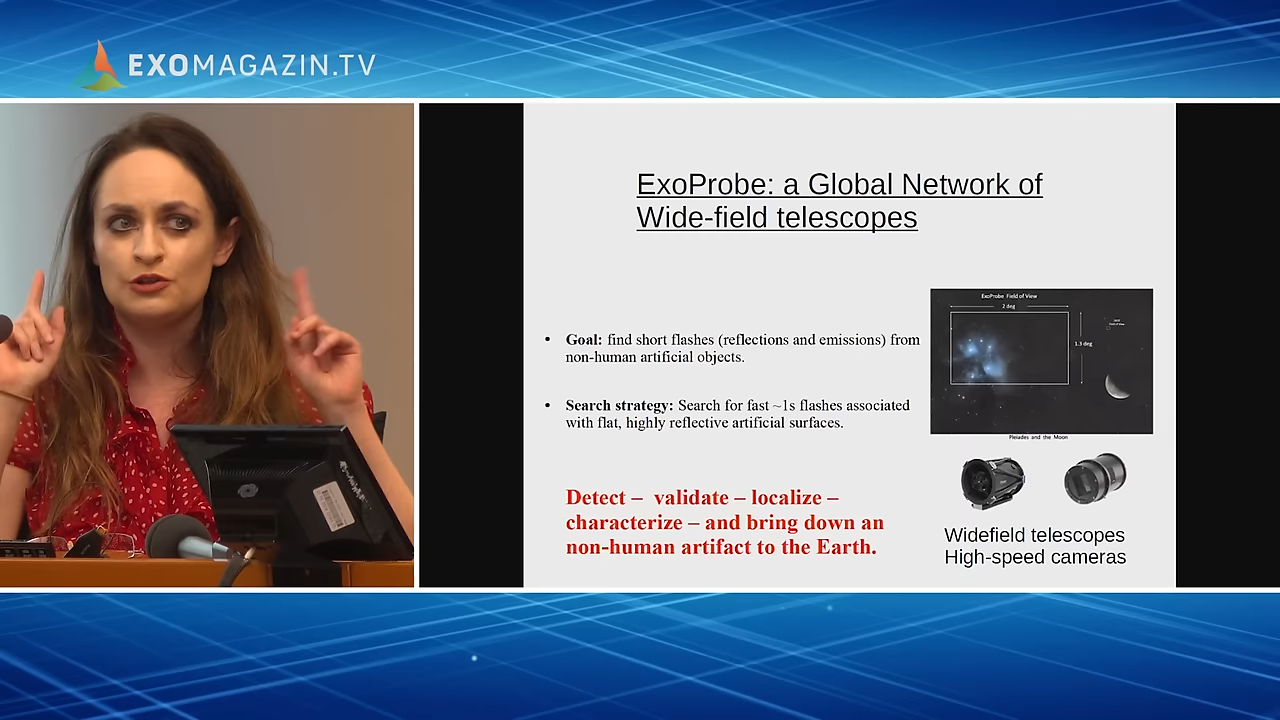 EXOMAGAZIN.TV
ExoProbe: a Global Network of
Wide-field telescopes
• Goal: find short flashes (reflections and emissions) from
non-human artificial objects.
• Search strategy: Search for fast ~1s flashes associated
with flat, highly reflective artificial surfaces.
Detect – validate – localize –
characterize – and bring down an
non-human artifact to the Earth.
ExoProbe Field of View
2 deg
1.3 deg
Pleiades and the Moon
Widefield telescopes
High-speed cameras